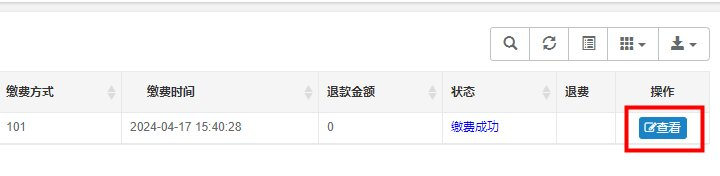 缴费方式 缴费时间 退款金额 状态 退费 操作
101 2024-04-17 15:40:28 0 缴费成功 查看